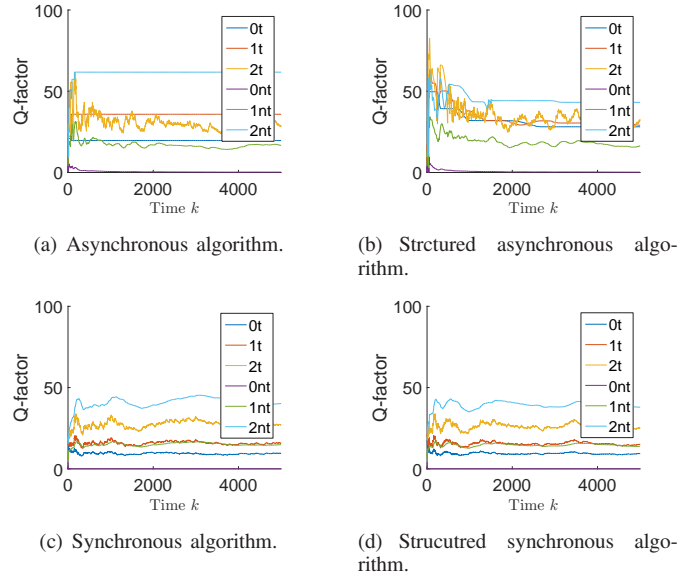 100
50
0
Q-factor
0 2000 4000
Time k
0t
1t
2t
0nt
1nt
2nt
(a) Asynchronous algorithm.
100
50
0
Q-factor
0 2000 4000
Time k
0t
1t
2t
0nt
1nt
2nt
(b) Strctured asynchronous algo-
rithm.
100
50
0
Q-factor
0 2000 4000
Time k
0t
1t
2t
0nt
1nt
2nt
(c) Synchronous algorithm.
100
50
0
Q-factor
0 2000 4000
Time k
0t
1t
2t
0nt
1nt
2nt
(d) Strucutred synchronous algo-
rithm.